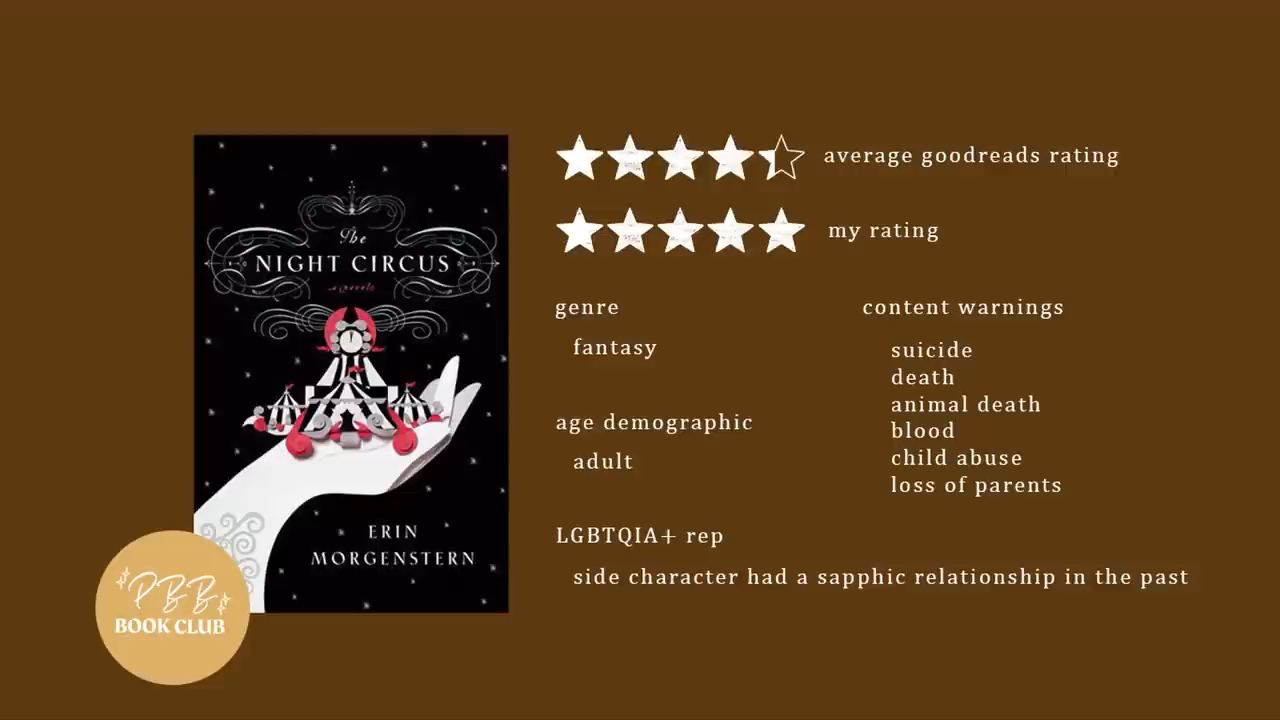 The
NIGHT CIRCUS
a novel
ERIN
MORGENSTERN
PBB
BOOK CLUB
average goodreads rating
my rating
genre
fantasy
age demographic
adult
content warnings
suicide
death
animal death
blood
child abuse
loss of parents
LGBTQIA+ rep
side character had a sapphic relationship in the past